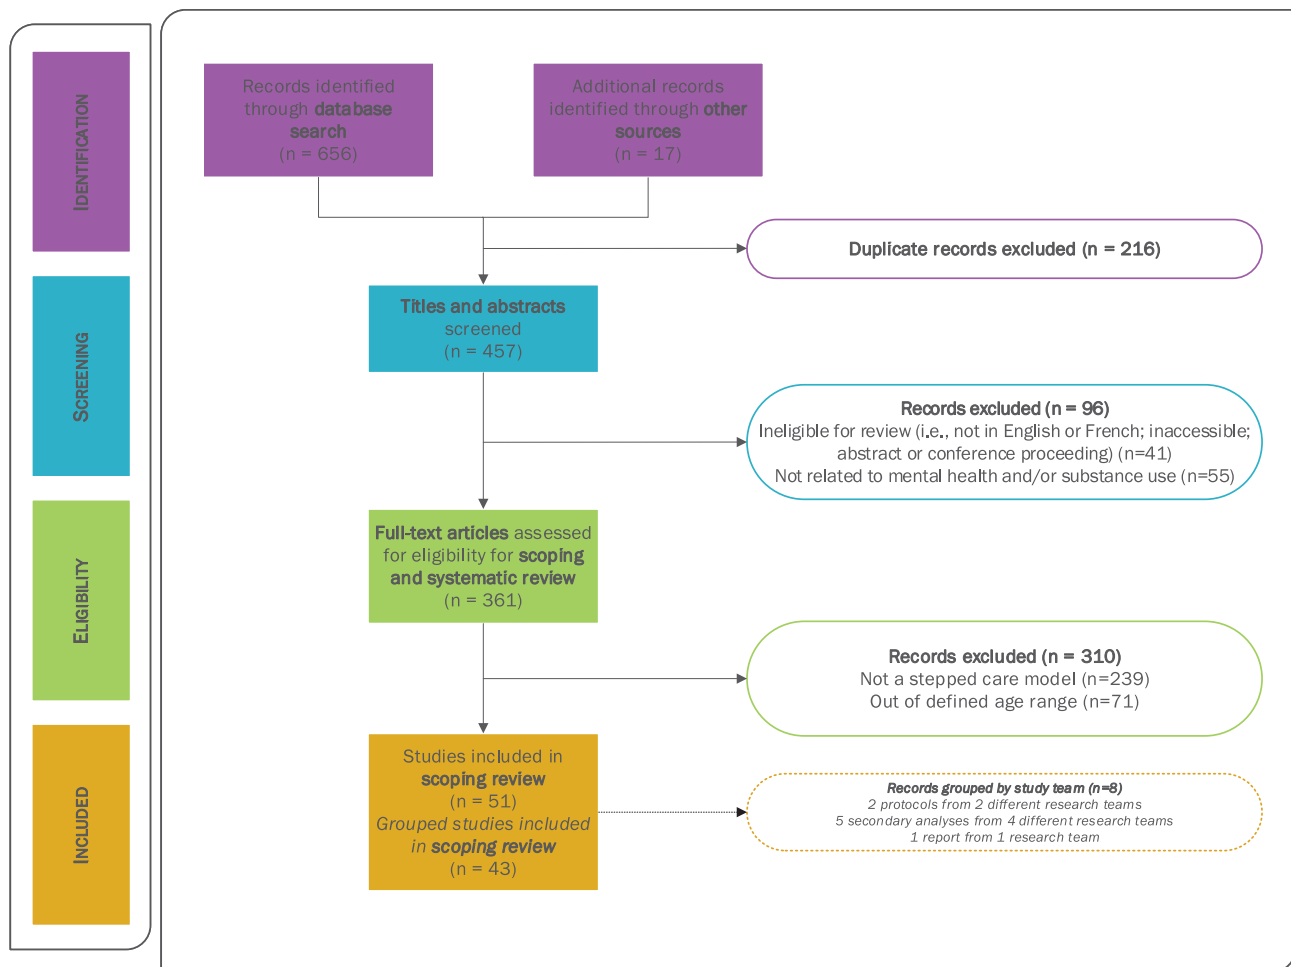 IDENTIFICATION
Records identified
through database
search
(n = 656)
Additional records
identified through other
sources
(n = 17)
Duplicate records excluded (n = 216)
SCREENING
Titles and abstracts
screened
(n = 457)
Records excluded (n = 96)
Ineligible for review (i.e., not in English or French; inaccessible;
abstract or conference proceeding) (n=41)
Not related to mental health and/or substance use (n=55)
ELIGIBILITY
Full-text articles assessed
for eligibility for scoping
and systematic review
(n = 361)
Records excluded (n = 310)
Not a stepped care model (n=239)
Out of defined age range (n=71)
INCLUDED
Studies included in
scoping review
(n = 51)
Grouped studies included
in scoping review
(n = 43)
Records grouped by study team (n=8)
2 protocols from 2 different research teams
5 secondary analyses from 4 different research teams
1 report from 1 research team